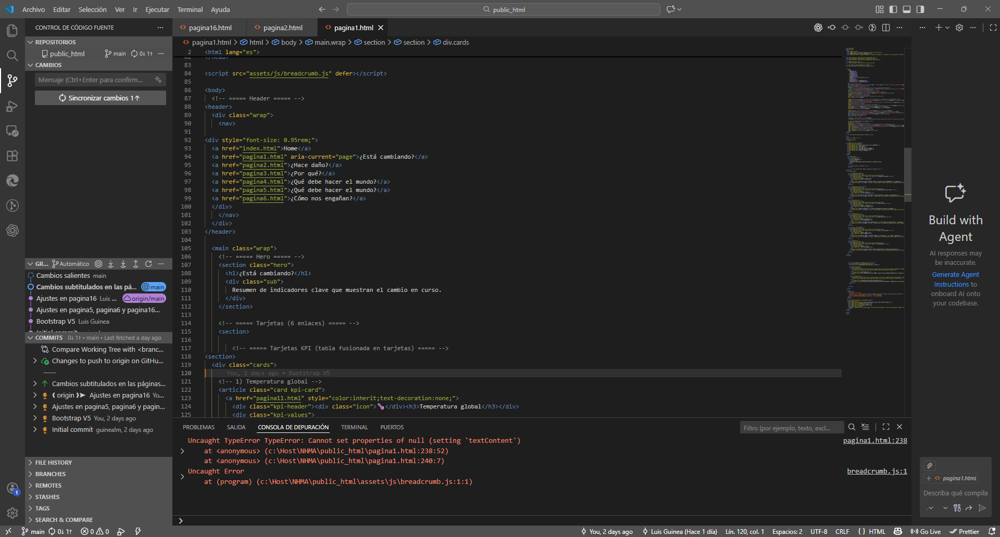 Archivo Editar Selección Ver Ir Ejecutar Terminal Ayuda
public_html
CONTROL DE CÓDIGO FUENTE
REPOSITORIOS
public_html main 0↓ 1↑
CAMBIOS
Mensaje (Ctrl+Enter para confirm...
Sincronizar cambios 1↑
GR... Automático
Cambios salientes main
Cambios subtitulados en las pá... main
Ajustes en pagina16 Luis ... origin/main
Ajustes en pagina5, pagina6 y pagina16...
Bootstrap V5 Luis Guinea
COMMITS 0↓ 1↑ • main • Last fetched a day ago
Compare Working Tree with <branc...
Changes to push to origin on GitHu...
Cambios subtitulados en las páginas...
origin Ajustes en pagina16 Yo...
Ajustes en pagina5, pagina6 y pagin...
Bootstrap V5 You, 2 days ago
Initial commit guinealm, 2 days ago
FILE HISTORY
BRANCHES
REMOTES
STASHES
TAGS
SEARCH & COMPARE
pagina16.html pagina2.html pagina1.html
pagina1.html > html > body > main.wrap > section > section > div.cards
2 <html lang="es">
82 </head>
83
84 <script src="assets/js/breadcrumb.js" defer></script>
85
86 <body>
87 <!-- ===== Header ===== -->
88 <header>
89 <div class="wrap">
90 <nav>
91
92 <div style="font-size: 0.95rem;">
93 <a href="index.html">Home</a>
94 <a href="pagina1.html" aria-current="page">¿Está cambiando?</a>
95 <a href="pagina2.html">¿Hace daño?</a>
96 <a href="pagina3.html">¿Por qué?</a>
97 <a href="pagina4.html">¿Qué debe hacer el mundo?</a>
98 <a href="pagina5.html">¿Qué debe hacer el mundo?</a>
99 <a href="pagina6.html">¿Cómo nos engañan?</a>
100 </div>
101 </nav>
102 </div>
103 </header>
104
105 <main class="wrap">
106 <!-- ===== Hero ===== -->
107 <section class="hero">
108 <h1>¿Está cambiando?</h1>
109 <div class="sub">
110 Resumen de indicadores clave que muestran el cambio en curso.
111 </div>
112 </section>
113
114 <!-- ===== Tarjetas (6 enlaces) ===== -->
115 <section>
116
117 <!-- ===== Tarjetas KPI (tabla fusionada en tarjetas) ===== -->
118 <section>
119 <div class="cards">
120 You, 2 days ago • Bootstrap V5
121 <!-- 1) Temperatura global -->
122 <article class="card kpi-card">
123 <a href="pagina11.html" style="color:inherit;text-decoration:none;">
124 <div class="kpi-header"><div class="icon">🌡️</div><h3>Temperatura global</h3></div>
125 <div class="kpi-values">
PROBLEMAS SALIDA CONSOLA DE DEPURACIÓN TERMINAL PUERTOS
Filtro (por ejemplo, texto, excl...
Uncaught TypeError TypeError: Cannot set properties of null (setting 'textContent') pagina1.html:238
at <anonymous> (c:\Host\NHMA\public_html\pagina1.html:238:52)
at <anonymous> (c:\Host\NHMA\public_html\pagina1.html:240:7)
Uncaught Error breadcrumb.js:1
at (program) (c:\Host\NHMA\public_html\assets\js\breadcrumb.js:1:1)
Build with
Agent
AI responses may
be inaccurate.
Generate Agent
Instructions to
onboard AI onto
your codebase.
+ pagina1.html
Describa qué compila
1
main 0↓ 1↑ 0 0
You, 2 days ago Luis Guinea (Hace 1 día) Lín. 120, col. 1 Espacios: 2 UTF-8 CRLF { } HTML Go Live Prettier